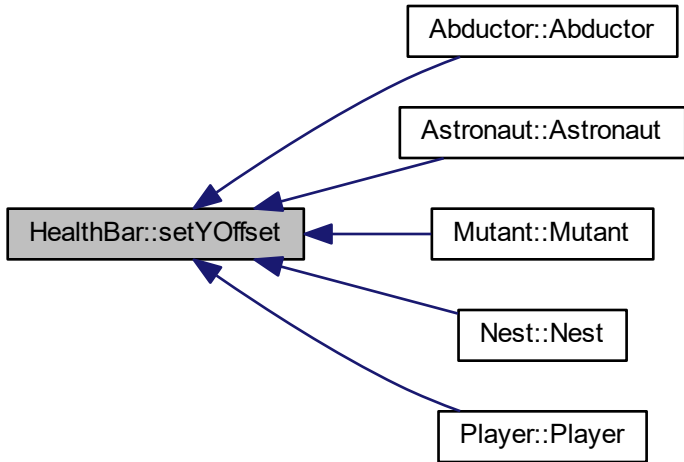 Abductor::Abductor
Astronaut::Astronaut
HealthBar::setYOffset
Mutant::Mutant
Nest::Nest
Player::Player